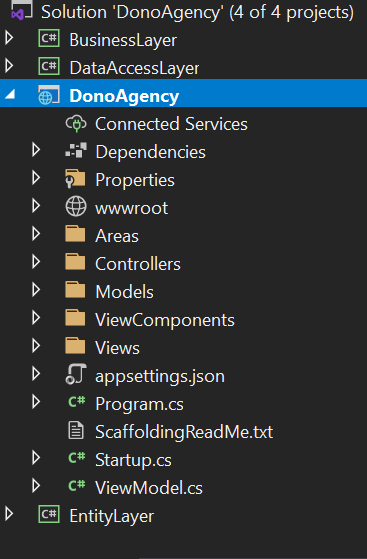 Solution 'DonoAgency' (4 of 4 projects)
C# BusinessLayer
C# DataAccessLayer
DonoAgency
Connected Services
Dependencies
Properties
wwwroot
Areas
Controllers
Models
ViewComponents
Views
appsettings.json
C# Program.cs
ScaffoldingReadMe.txt
C# Startup.cs
C# ViewModel.cs
C# EntityLayer